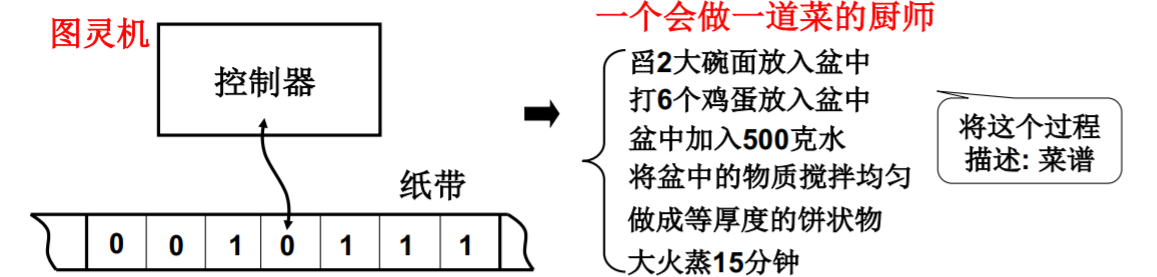 图灵机
控制器
纸带
0 0 1 0 1 1 1
一个会做一道菜的厨师
舀2大碗面放入盆中
打6个鸡蛋放入盆中
盆中加入500克水
将盆中的物质搅拌均匀
做成等厚度的饼状物
大火蒸15分钟
将这个过程
描述: 菜谱